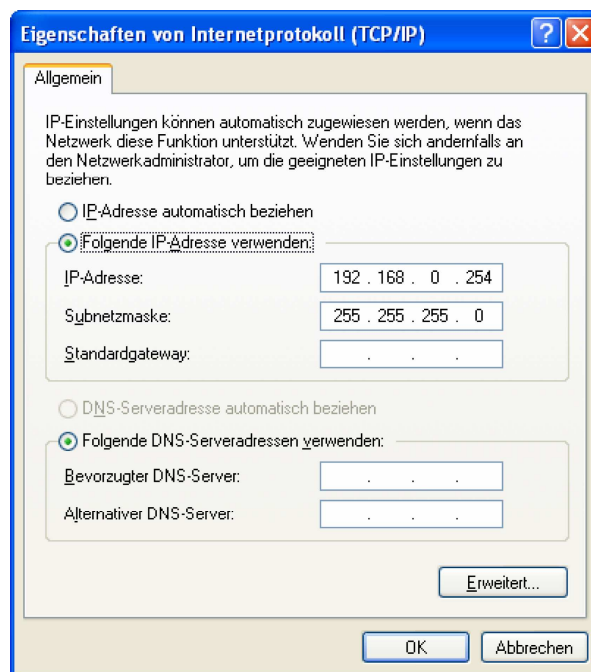 Eigenschaften von Internetprotokoll (TCP/IP)
Allgemein
IP-Einstellungen können automatisch zugewiesen werden, wenn das
Netzwerk diese Funktion unterstützt. Wenden Sie sich andernfalls an
den Netzwerkadministrator, um die geeigneten IP-Einstellungen zu
beziehen.
IP-Adresse automatisch beziehen
Folgende IP-Adresse verwenden:
IP-Adresse: 192 . 168 . 0 . 254
Subnetzmaske: 255 . 255 . 255 . 0
Standardgateway: . . .
DNS-Serveradresse automatisch beziehen
Folgende DNS-Serveradressen verwenden:
Bevorzugter DNS-Server: . . .
Alternativer DNS-Server: . . .
Erweitert...
OK Abbrechen